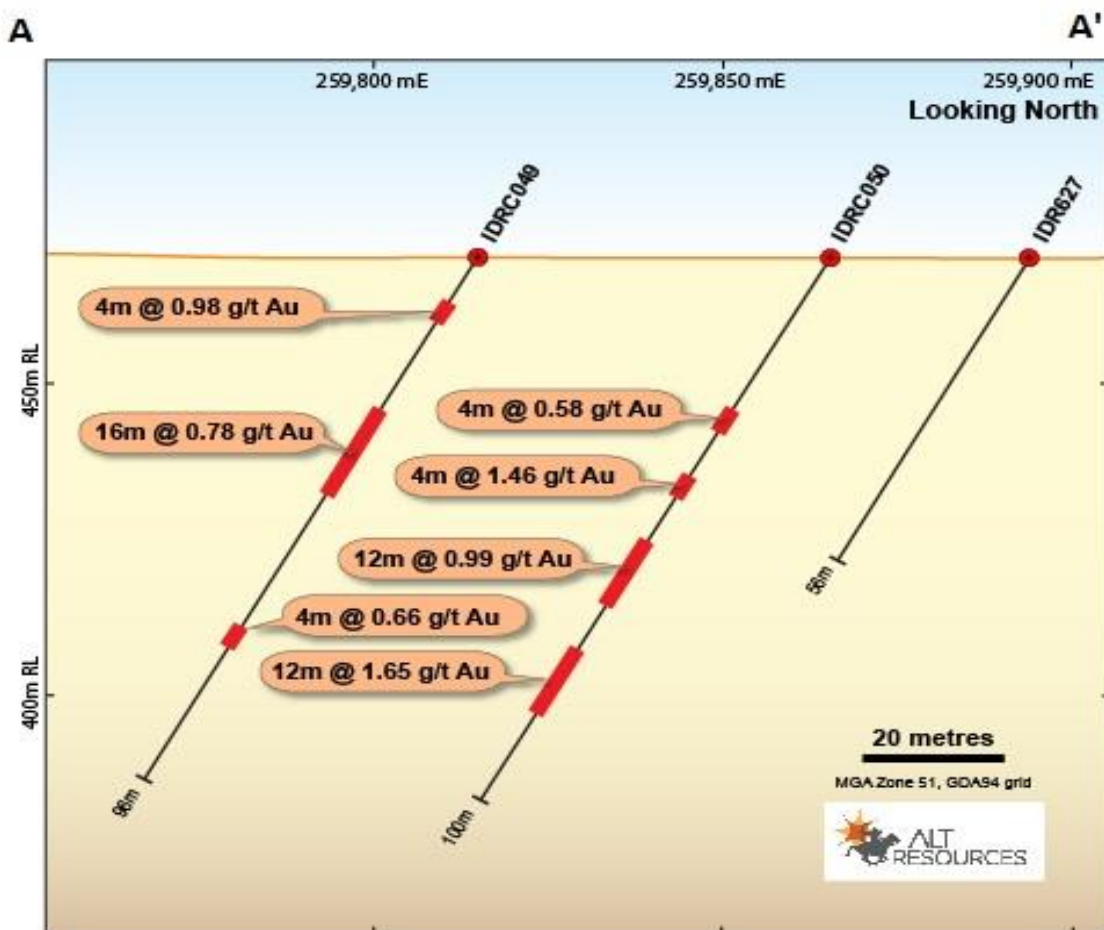 A
A'
259,800 mE
259,850 mE
259,900 mE
Looking North
IDRC049
IDRC050
IDR627
4m @ 0.98 g/t Au
450m RL
4m @ 0.58 g/t Au
16m @ 0.78 g/t Au
4m @ 1.46 g/t Au
12m @ 0.99 g/t Au
56m
4m @ 0.66 g/t Au
12m @ 1.65 g/t Au
400m RL
20 metres
96m
100m
MGA Zone 51, GDA94 grid
ALT
RESOURCES